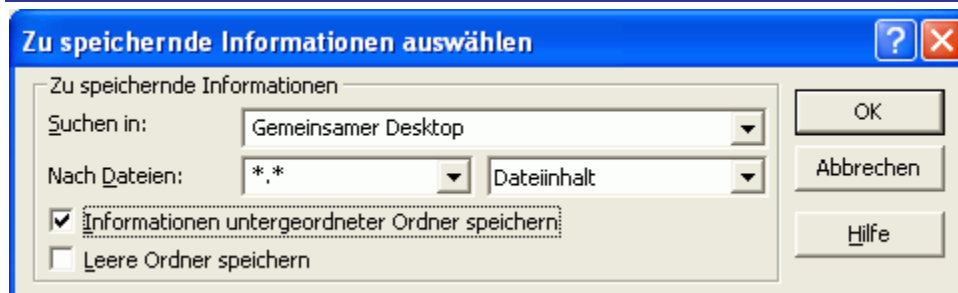 Zu speichernde Informationen auswählen
Zu speichernde Informationen
Suchen in: Gemeinsamer Desktop
OK
Nach Dateien: *.* Dateiinhalt
Abbrechen
Informationen untergeordneter Ordner speichern
Hilfe
Leere Ordner speichern